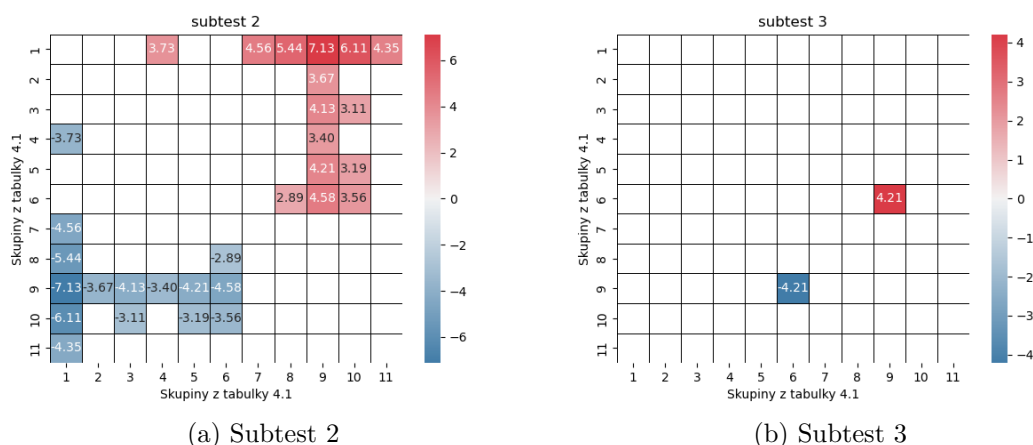 subtest 2
1 3.73 4.56 5.44 7.13 6.11 4.35
2 3.67
3 4.13 3.11
4 -3.73 3.40
5 4.21 3.19
6 2.89 4.58 3.56
7 -4.56
8 -5.44 -2.89
9 -7.13 -3.67 -4.13 -3.40 -4.21 -4.58
10 -6.11 -3.11 -3.19 -3.56
11 -4.35
1 2 3 4 5 6 7 8 9 10 11
Skupiny z tabulky 4.1
Skupiny z tabulky 4.1
6
4
2
0
−2
−4
−6
(a) Subtest 2
subtest 3
1
2
3
4
5
6 4.21
7
8
9 -4.21
10
11
1 2 3 4 5 6 7 8 9 10 11
Skupiny z tabulky 4.1
Skupiny z tabulky 4.1
4
3
2
1
0
−1
−2
−3
−4
(b) Subtest 3